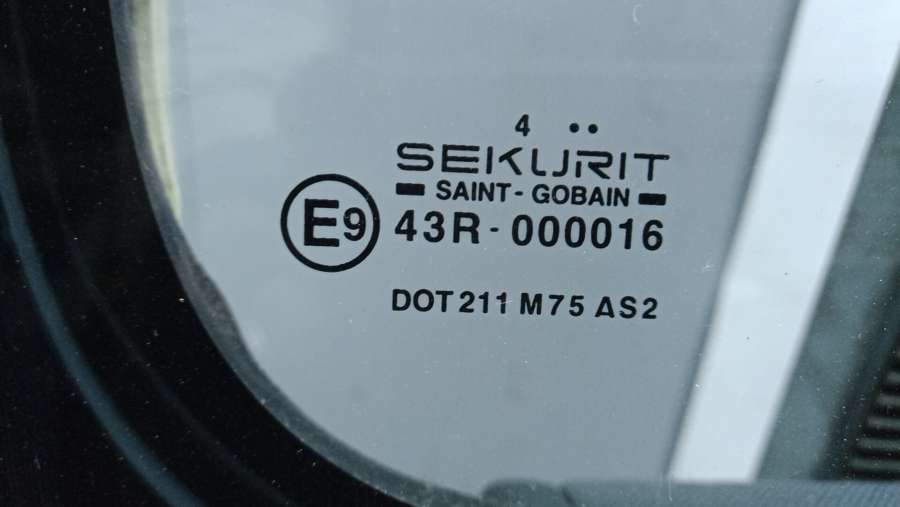 4 ••
SEKURIT
SAINT-GOBAIN
E9 43R-000016
DOT 211 M75 AS2